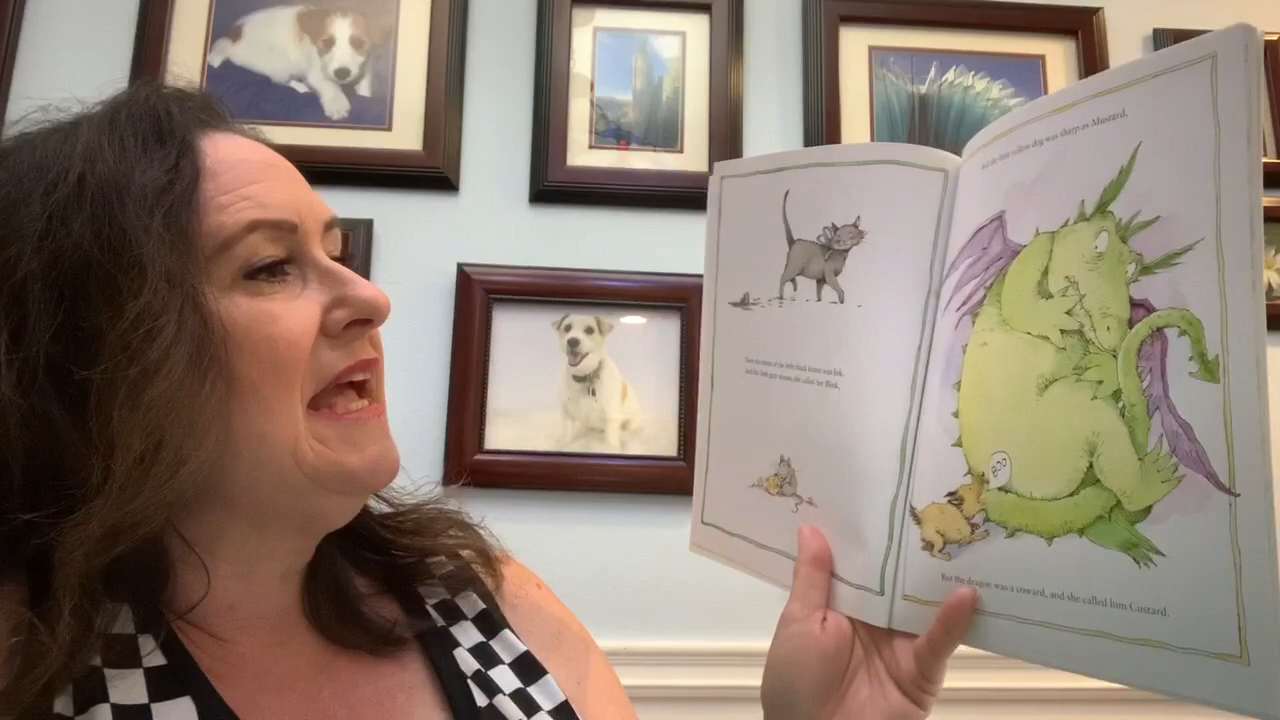 Now the name of the little black kitten was Ink,
And the little gray mouse, she called her Blink,
And the little yellow dog was sharp as Mustard,
BOO
But the dragon was a coward, and she called him Custard.